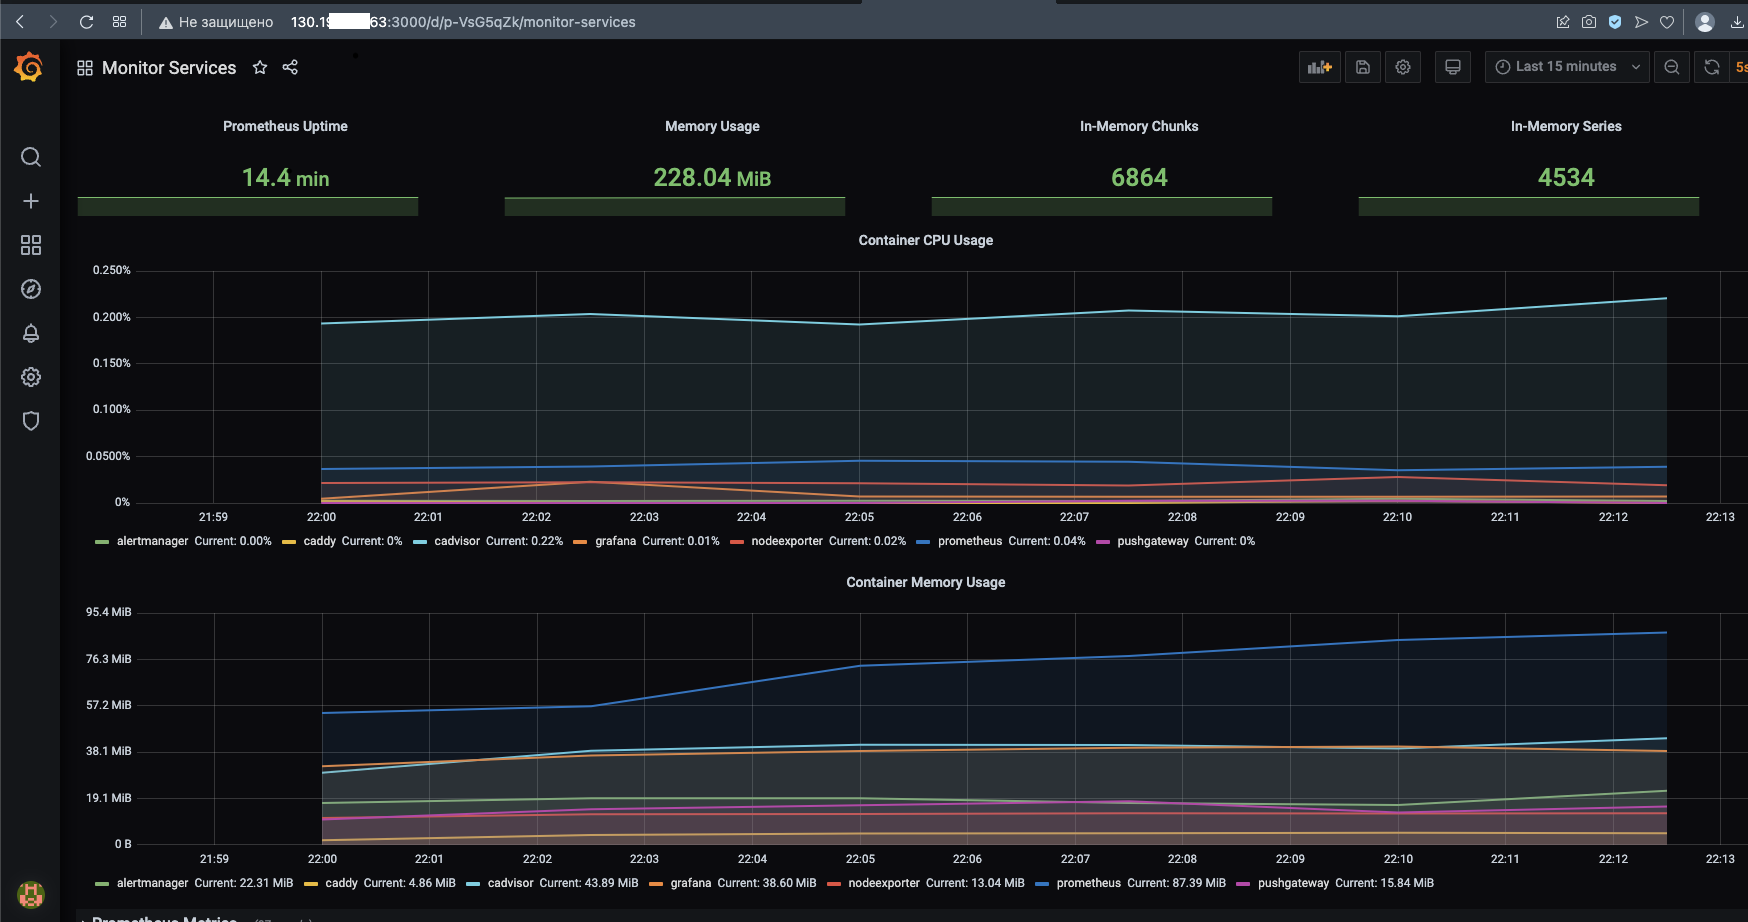 Не защищено 130.19 63:3000/d/p-VsG5qZk/monitor-services
Monitor Services
Last 15 minutes
5s
Prometheus Uptime
Memory Usage
In-Memory Chunks
In-Memory Series
14.4 min
228.04 MiB
6864
4534
Container CPU Usage
0.250%
0.200%
0.150%
0.100%
0.0500%
0%
21:59 22:00 22:01 22:02 22:03 22:04 22:05 22:06 22:07 22:08 22:09 22:10 22:11 22:12 22:13
alertmanager Current: 0.00% caddy Current: 0% cadvisor Current: 0.22% grafana Current: 0.01% nodeexporter Current: 0.02% prometheus Current: 0.04% pushgateway Current: 0%
Container Memory Usage
95.4 MiB
76.3 MiB
57.2 MiB
38.1 MiB
19.1 MiB
0 B
21:59 22:00 22:01 22:02 22:03 22:04 22:05 22:06 22:07 22:08 22:09 22:10 22:11 22:12 22:13
alertmanager Current: 22.31 MiB caddy Current: 4.86 MiB cadvisor Current: 43.89 MiB grafana Current: 38.60 MiB nodeexporter Current: 13.04 MiB prometheus Current: 87.39 MiB pushgateway Current: 15.84 MiB
Prometheus Metrics